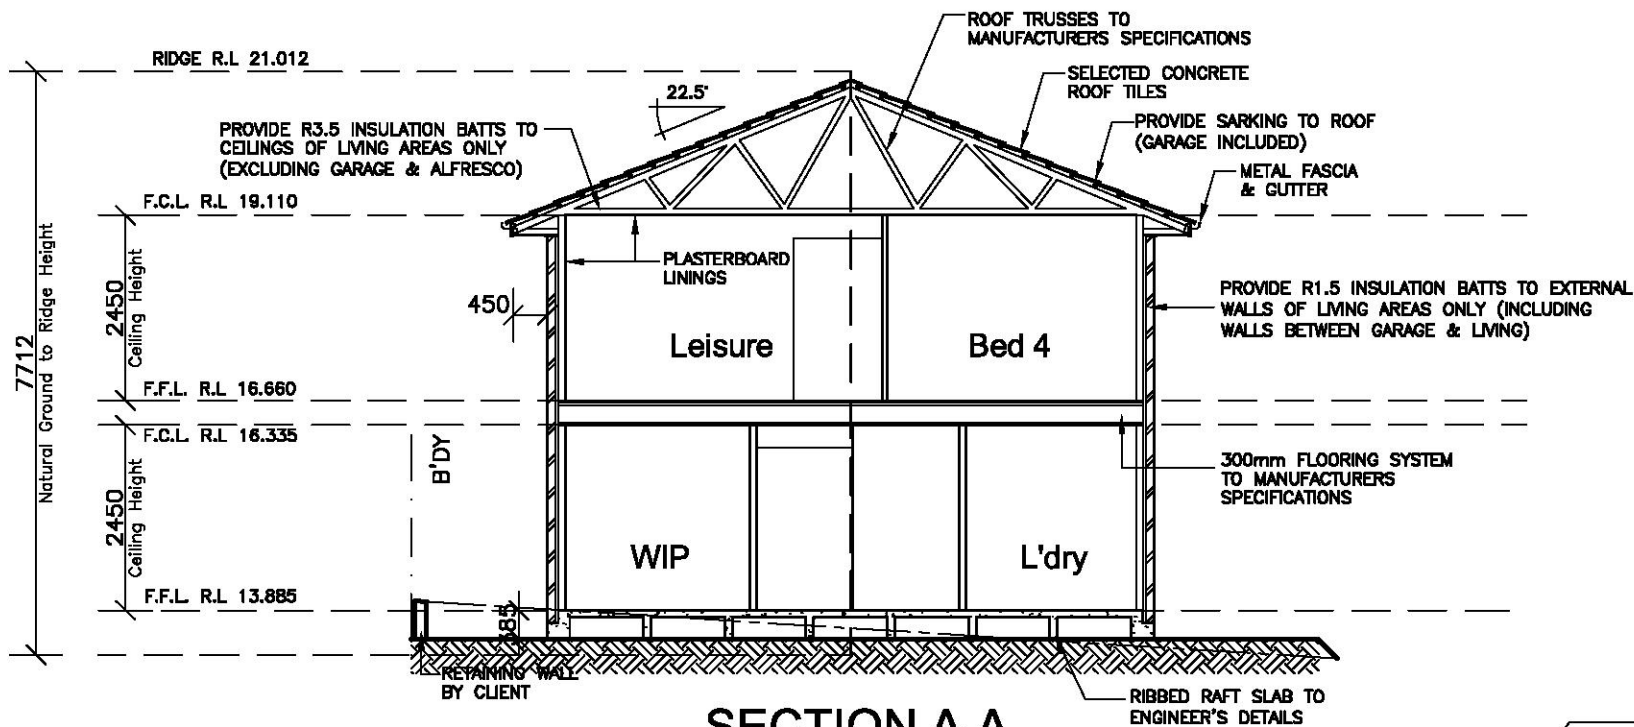 ROOF TRUSSES TO
MANUFACTURERS SPECIFICATIONS
RIDGE R.L 21.012
SELECTED CONCRETE
ROOF TILES
22.5°
PROVIDE R3.5 INSULATION BATTS TO
CEILINGS OF LIVING AREAS ONLY
(EXCLUDING GARAGE & ALFRESCO)
PROVIDE SARKING TO ROOF
(GARAGE INCLUDED)
METAL FASCIA
& GUTTER
F.C.L. R.L 19.110
PLASTERBOARD
LININGS
450
PROVIDE R1.5 INSULATION BATTS TO EXTERNAL
WALLS OF LIVING AREAS ONLY (INCLUDING
WALLS BETWEEN GARAGE & LIVING)
7712
Natural Ground to Ridge Height
2450
Ceiling Height
Leisure
Bed 4
F.F.L. R.L 16.660
F.C.L. R.L 16.335
B'DY
300mm FLOORING SYSTEM
TO MANUFACTURERS
SPECIFICATIONS
2450
Ceiling Height
WIP
L'dry
F.F.L. R.L 13.885
385
RETAINING WALL
BY CLIENT
RIBBED RAFT SLAB TO
ENGINEER'S DETAILS
SECTION A-A